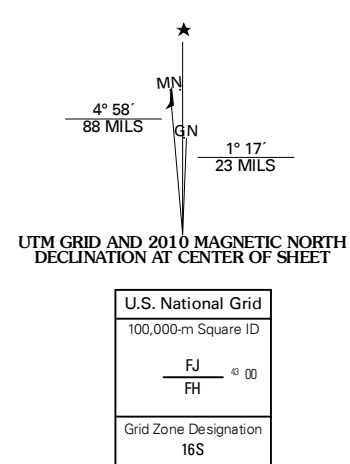 ★
MN
4° 58´
88 MILS
GN
1° 17´
23 MILS
UTM GRID AND 2010 MAGNETIC NORTH
DECLINATION AT CENTER OF SHEET
U.S. National Grid
100,000-m Square ID
FJ
43 00
FH
Grid Zone Designation
16S